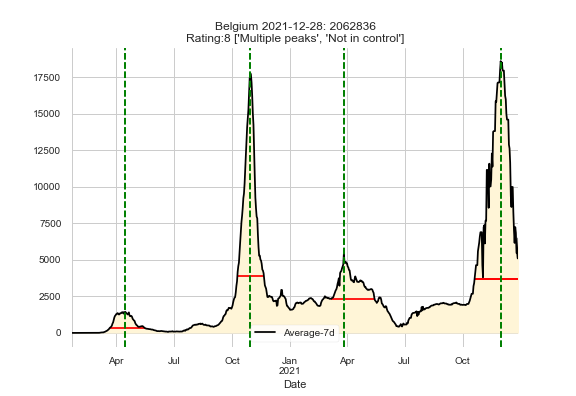 Belgium 2021-12-28: 2062836
Rating:8 ['Multiple peaks', 'Not in control']
17500
15000
12500
10000
7500
5000
2500
0
Average-7d
Apr Jul Oct Jan Apr Jul Oct
2021
Date